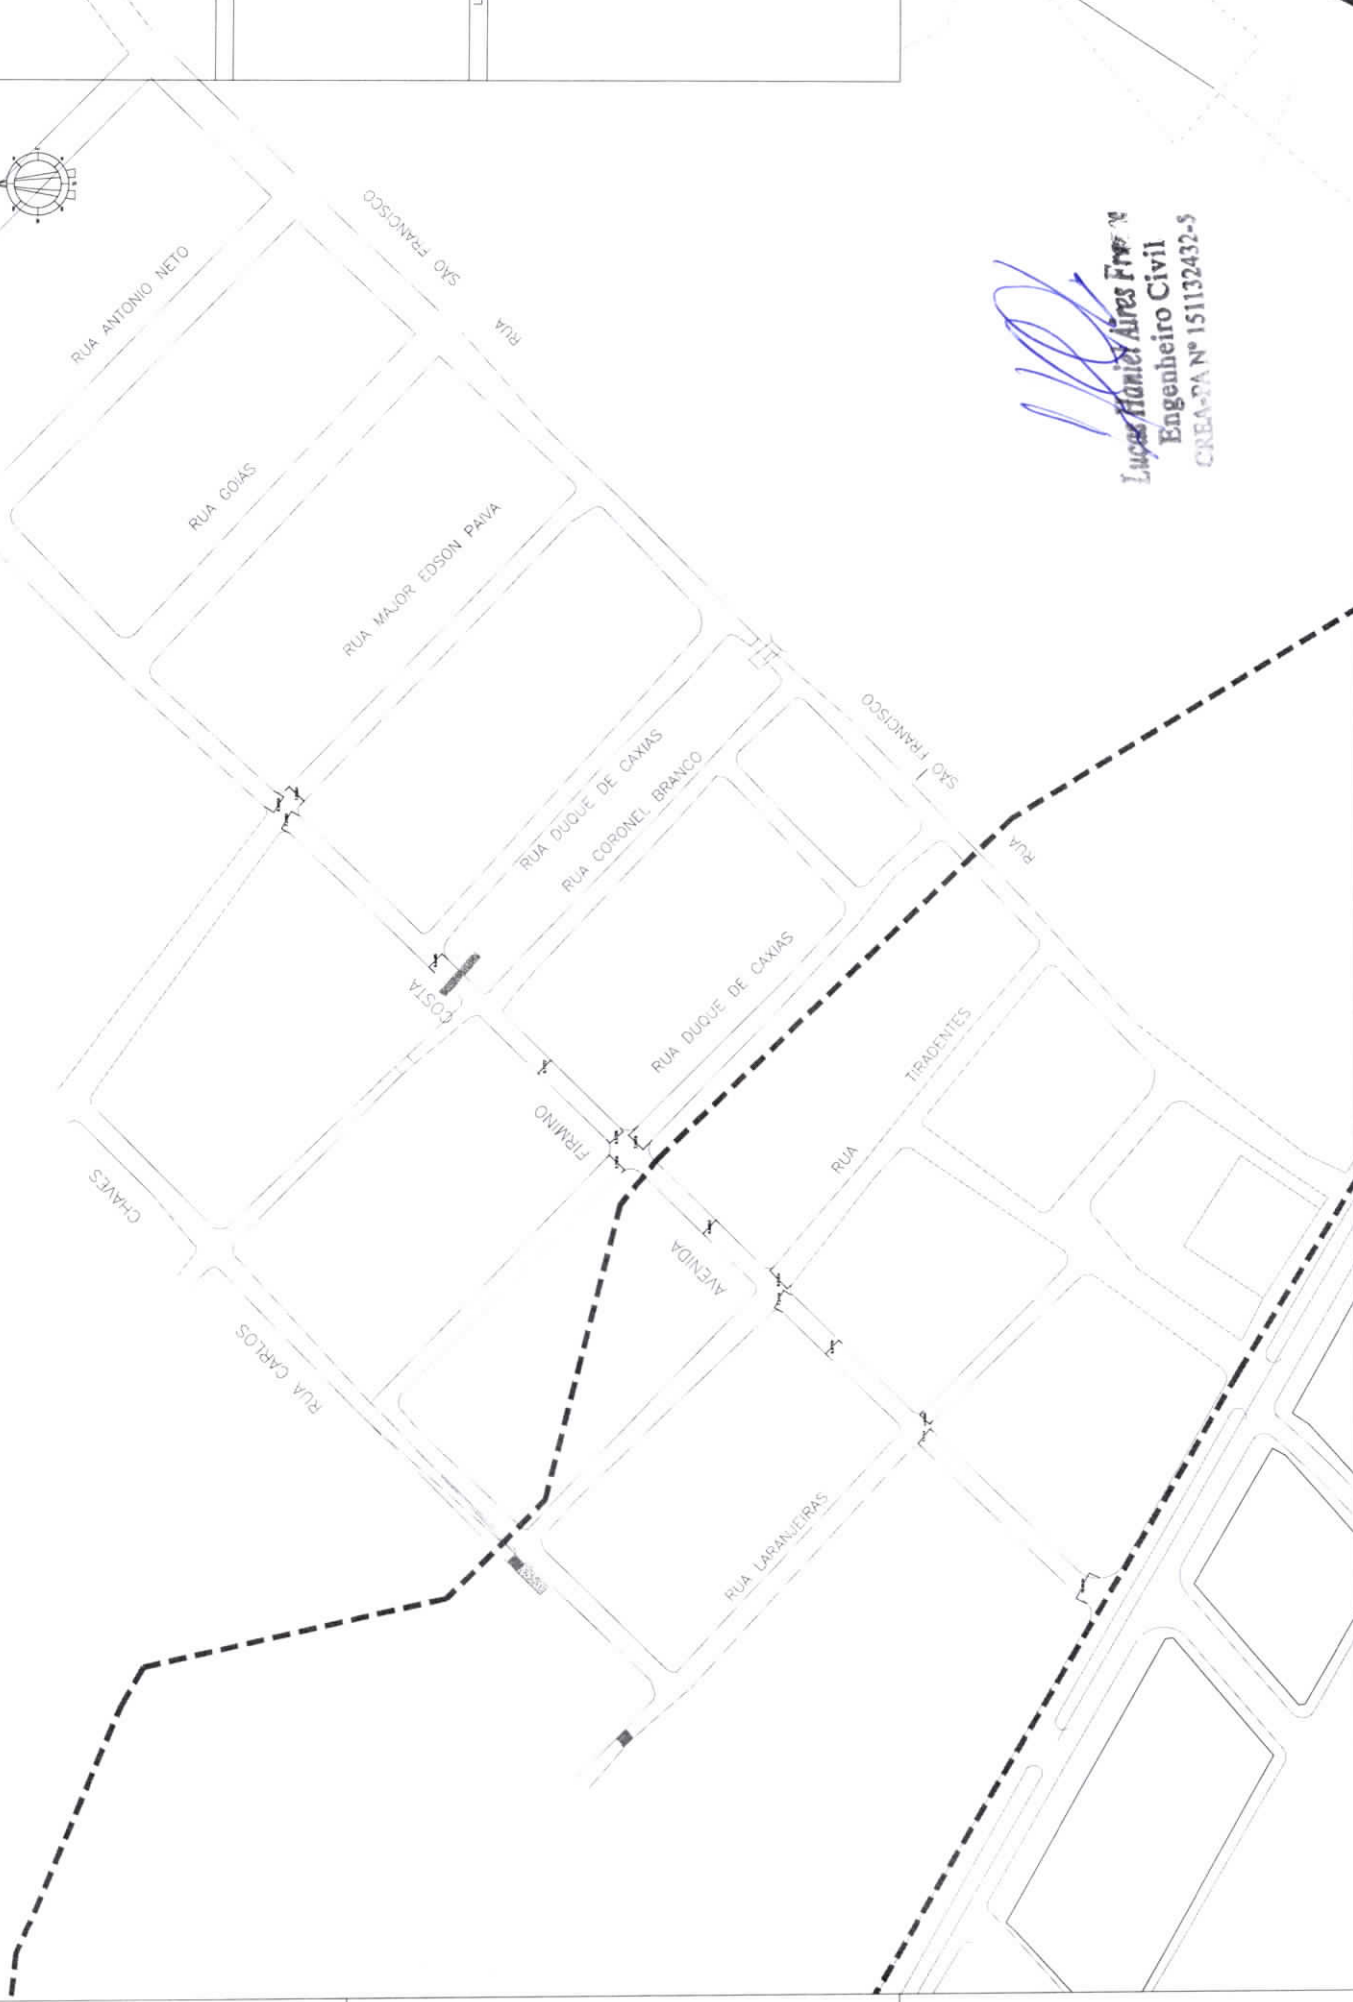 RUA ANTONIO NETO
RUA SÃO FRANCISCO
RUA GOIÁS
RUA MAJOR EDSON PAIVA
RUA DUQUE DE CAXIAS
RUA CORONEL BRANCO
RUA SÃO FRANCISCO
RUA DUQUE DE CAXIAS
AVENIDA FIRMINO COSTA
RUA TIRADENTES
RUA CARLOS CHAVES
RUA LARANJEIRAS
Lucas Haniel Aires
Engenheiro Civil
CREA-PA Nº 151132432-5